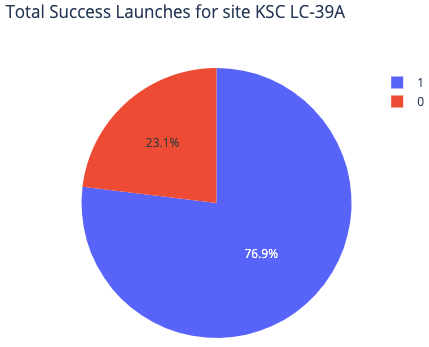 Total Success Launches for site KSC LC-39A
1
0
23.1%
76.9%